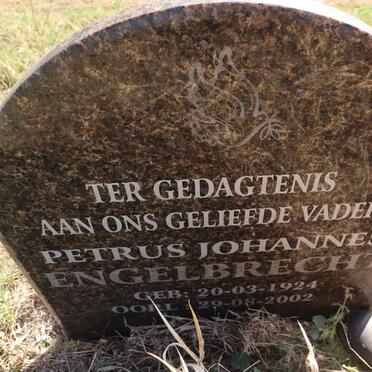 TER GEDAGTENIS
AAN ONS GELIEFDE VADER
PETRUS JOHANNES
ENGELBRECHT
GEB: 20-03-1924
OORL: 29-08-2002